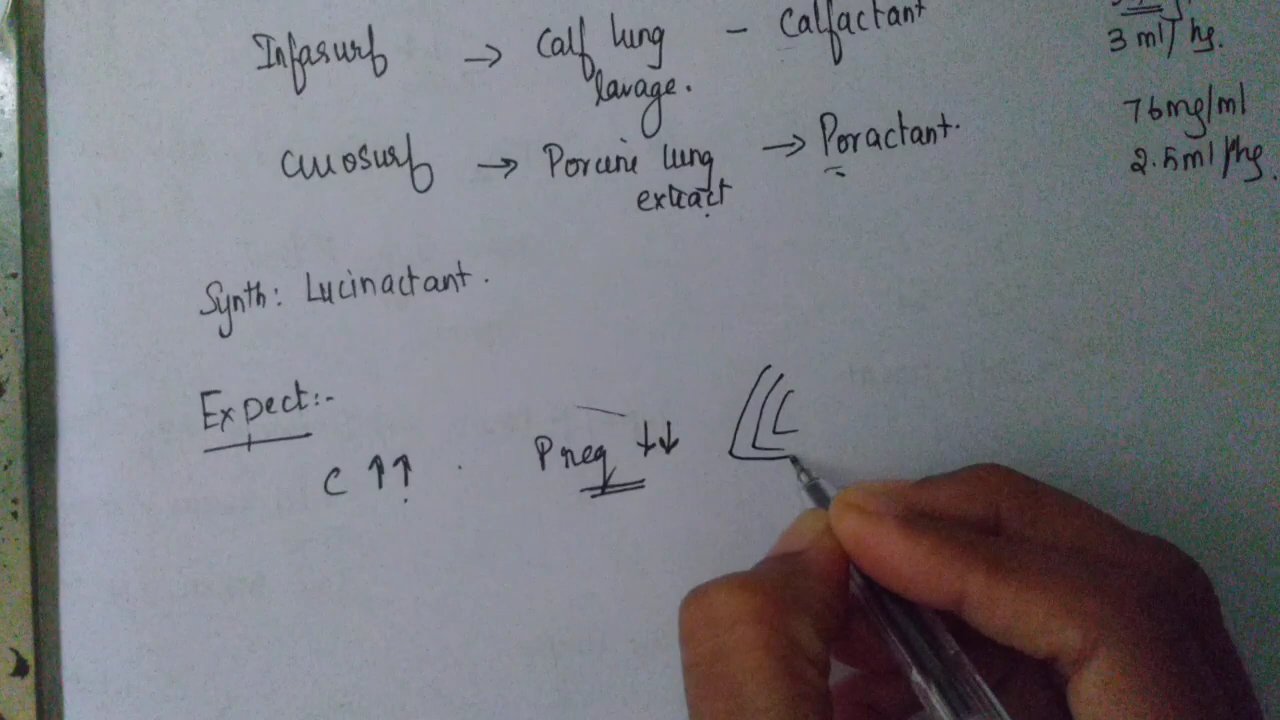 Infasurf → Calf lung lavage. - Calfactant
3 ml/kg.
Curosurf → Porcine lung extract → Poractant.
76mg/ml
2.5ml/kg.
Synth: Lucinactant.
Expect:-
C ↑↑ Preq ↓↓